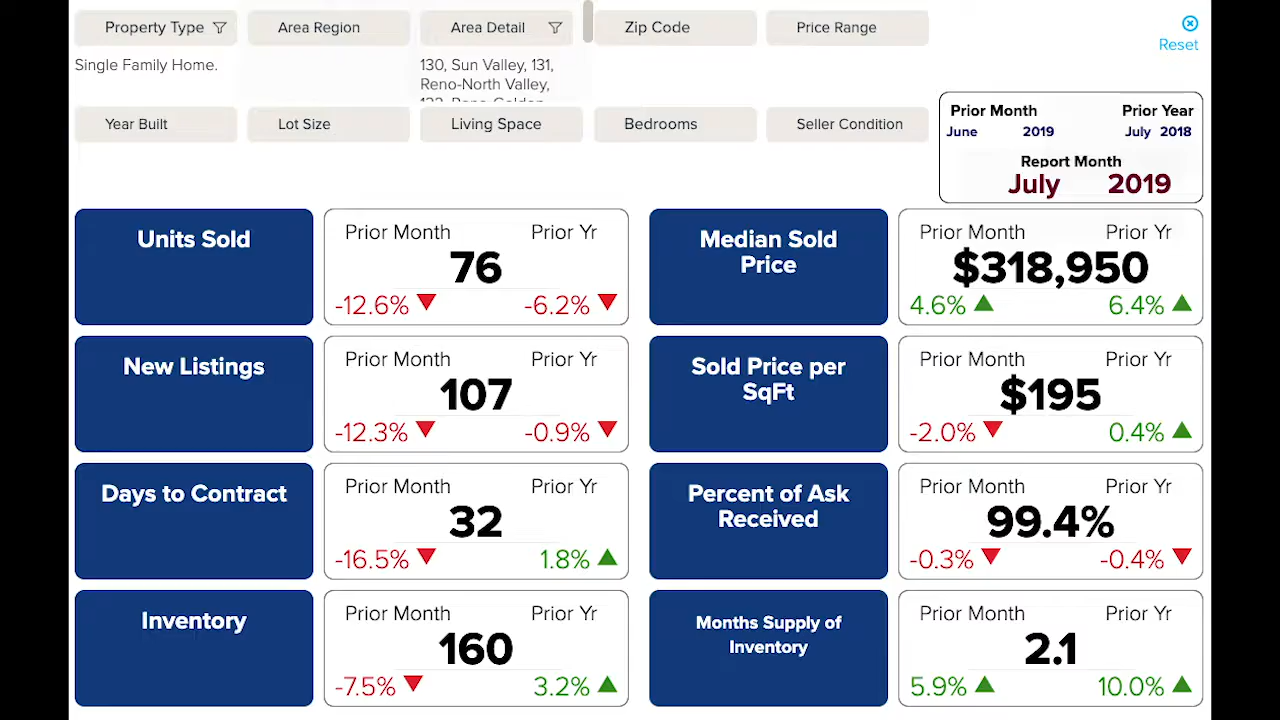 Property Type
Area Region
Area Detail
Zip Code
Price Range
Reset
Single Family Home.
130, Sun Valley, 131,
Reno-North Valley,
Year Built
Lot Size
Living Space
Bedrooms
Seller Condition
Prior Month Prior Year
June 2019 July 2018
Report Month
July 2019
Units Sold
Prior Month Prior Yr
76
-12.6% -6.2%
Median Sold
Price
Prior Month Prior Yr
$318,950
4.6% 6.4%
New Listings
Prior Month Prior Yr
107
-12.3% -0.9%
Sold Price per
SqFt
Prior Month Prior Yr
$195
-2.0% 0.4%
Days to Contract
Prior Month Prior Yr
32
-16.5% 1.8%
Percent of Ask
Received
Prior Month Prior Yr
99.4%
-0.3% -0.4%
Inventory
Prior Month Prior Yr
160
-7.5% 3.2%
Months Supply of
Inventory
Prior Month Prior Yr
2.1
5.9% 10.0%